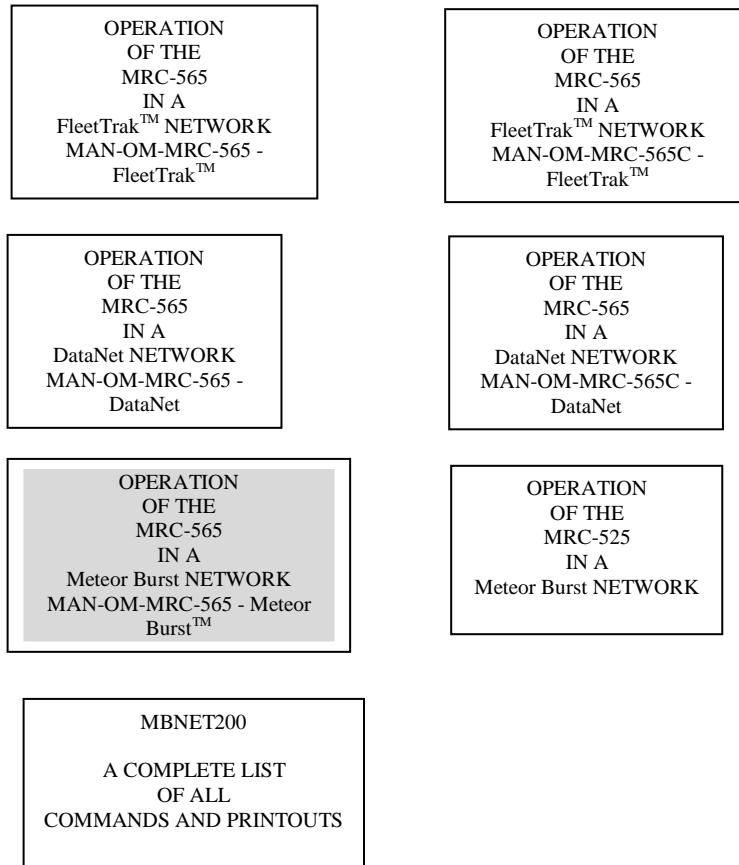 OPERATION
OF THE
MRC-565
IN A
FleetTrak™ NETWORK
MAN-OM-MRC-565 -
FleetTrak™
OPERATION
OF THE
MRC-565
IN A
FleetTrak™ NETWORK
MAN-OM-MRC-565C -
FleetTrak™
OPERATION
OF THE
MRC-565
IN A
DataNet NETWORK
MAN-OM-MRC-565 -
DataNet
OPERATION
OF THE
MRC-565
IN A
DataNet NETWORK
MAN-OM-MRC-565C -
DataNet
OPERATION
OF THE
MRC-565
IN A
Meteor Burst NETWORK
MAN-OM-MRC-565 - Meteor
Burst™
OPERATION
OF THE
MRC-525
IN A
Meteor Burst NETWORK
MBNET200
A COMPLETE LIST
OF ALL
COMMANDS AND PRINTOUTS